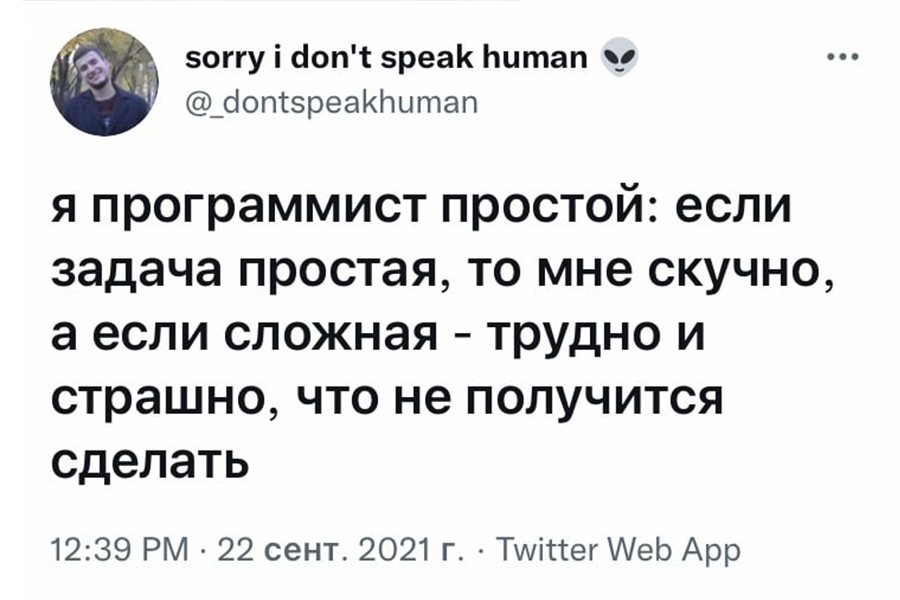 sorry i don't speak human 👽
@_dontspeakhuman
я программист простой: если
задача простая, то мне скучно,
а если сложная - трудно и
страшно, что не получится
сделать
12:39 PM · 22 сент. 2021 г. · Twitter Web App